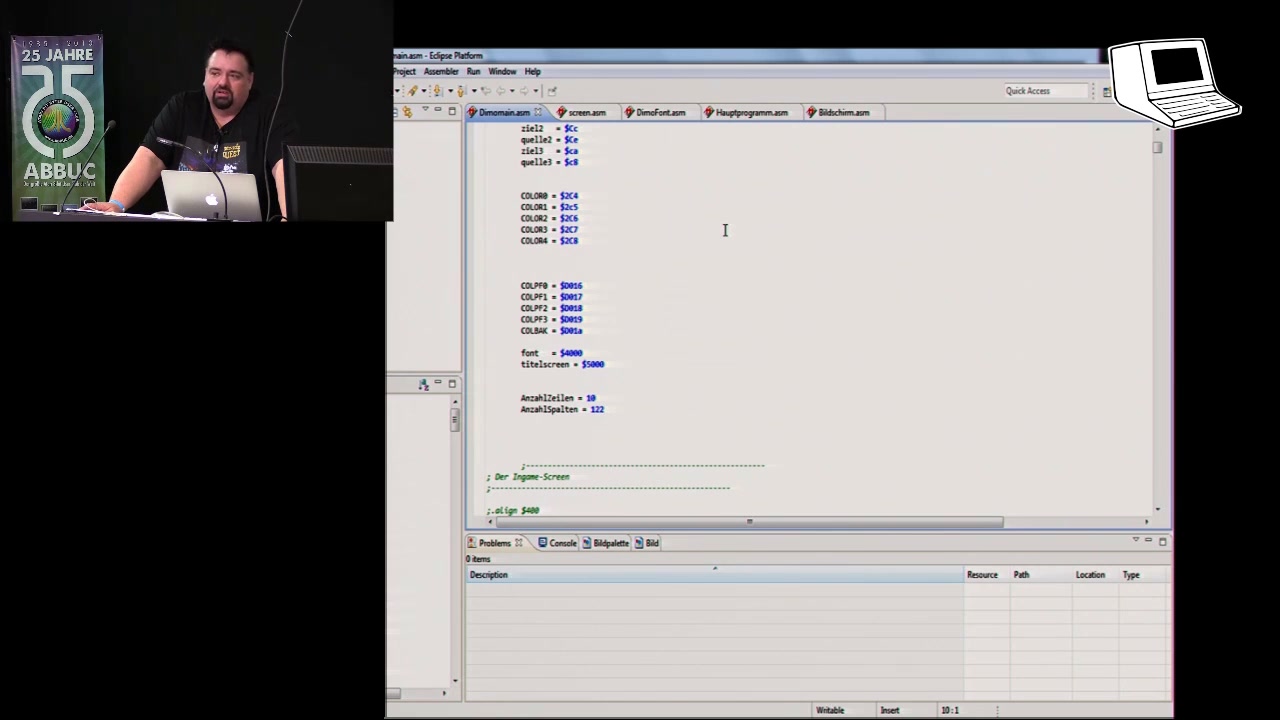 1985 - 2013
25 JAHRE
ABBUC
main.asm - Eclipse Platform
Project Assembler Run Window Help
Quick Access
Dimomain.asm screen.asm DimoFont.asm Hauptprogramm.asm Bildschirm.asm
ziel2 = $Cc
quelle2 = $Ce
ziel3 = $ca
quelle3 = $c8
COLOR0 = $2C4
COLOR1 = $2c5
COLOR2 = $2C6
COLOR3 = $2C7
COLOR4 = $2C8
COLPF0 = $D016
COLPF1 = $D017
COLPF2 = $D018
COLPF3 = $D019
COLBAK = $D01a
font = $4000
titelscreen = $5000
AnzahlZeilen = 10
AnzahlSpalten = 122
;------------------------------------------------------
; Der Ingame-Screen
;------------------------------------------------------
;.align $400
Problems Console Bildpalette Bild
0 items
Description Resource Path Location Type
Writable Insert 10:1